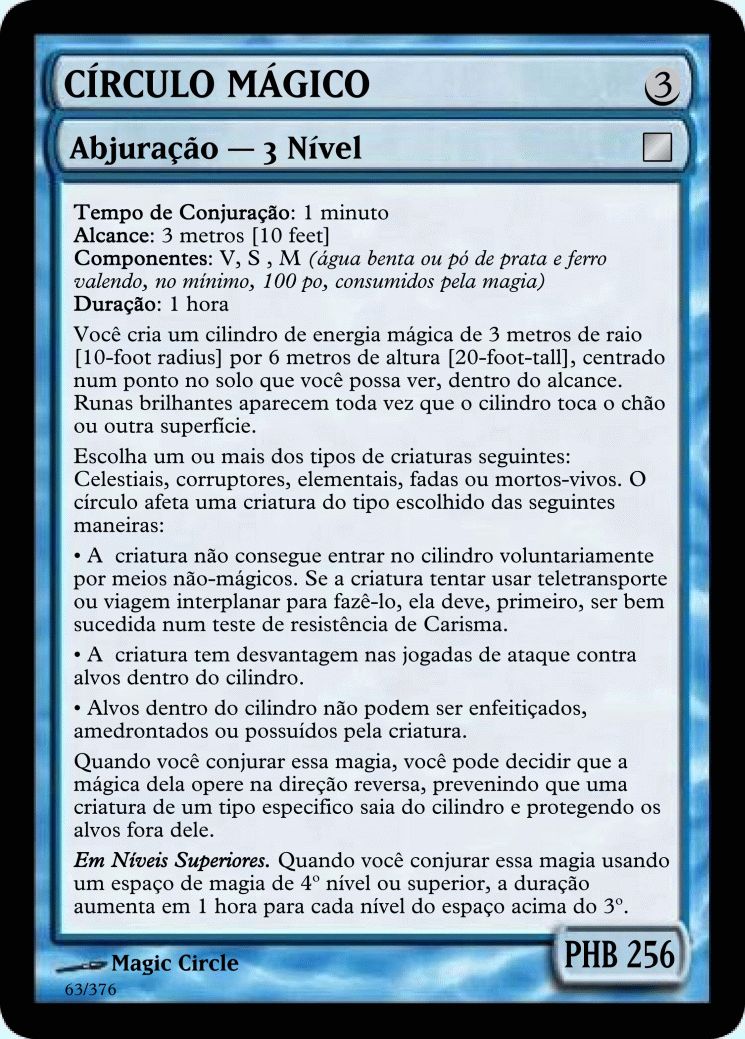 CÍRCULO MÁGICO
3
Abjuração — 3 Nível
Tempo de Conjuração: 1 minuto
Alcance: 3 metros [10 feet]
Componentes: V, S , M (água benta ou pó de prata e ferro
valendo, no mínimo, 100 po, consumidos pela magia)
Duração: 1 hora
Você cria um cilindro de energia mágica de 3 metros de raio
[10-foot radius] por 6 metros de altura [20-foot-tall], centrado
num ponto no solo que você possa ver, dentro do alcance.
Runas brilhantes aparecem toda vez que o cilindro toca o chão
ou outra superfície.
Escolha um ou mais dos tipos de criaturas seguintes:
Celestiais, corruptores, elementais, fadas ou mortos-vivos. O
círculo afeta uma criatura do tipo escolhido das seguintes
maneiras:
• A criatura não consegue entrar no cilindro voluntariamente
por meios não-mágicos. Se a criatura tentar usar teletransporte
ou viagem interplanar para fazê-lo, ela deve, primeiro, ser bem
sucedida num teste de resistência de Carisma.
• A criatura tem desvantagem nas jogadas de ataque contra
alvos dentro do cilindro.
• Alvos dentro do cilindro não podem ser enfeitiçados,
amedrontados ou possuídos pela criatura.
Quando você conjurar essa magia, você pode decidir que a
mágica dela opere na direção reversa, prevenindo que uma
criatura de um tipo especifico saia do cilindro e protegendo os
alvos fora dele.
Em Níveis Superiores. Quando você conjurar essa magia usando
um espaço de magia de 4º nível ou superior, a duração
aumenta em 1 hora para cada nível do espaço acima do 3º.
Magic Circle
PHB 256
63/376